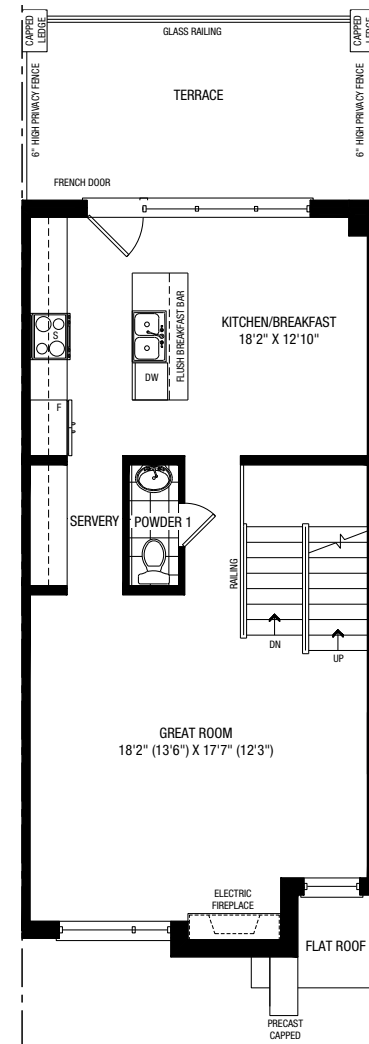 CAPPED
LEDGE
GLASS RAILING
CAPPED
LEDGE
6" HIGH PRIVACY FENCE
TERRACE
6" HIGH PRIVACY FENCE
FRENCH DOOR
S
FLUSH BREAKFAST BAR
KITCHEN/BREAKFAST
18'2" X 12'10"
DW
F
SERVERY
POWDER 1
RAILING
DN
UP
GREAT ROOM
18'2" (13'6") X 17'7" (12'3")
ELECTRIC
FIREPLACE
FLAT ROOF
PRECAST
CAPPED